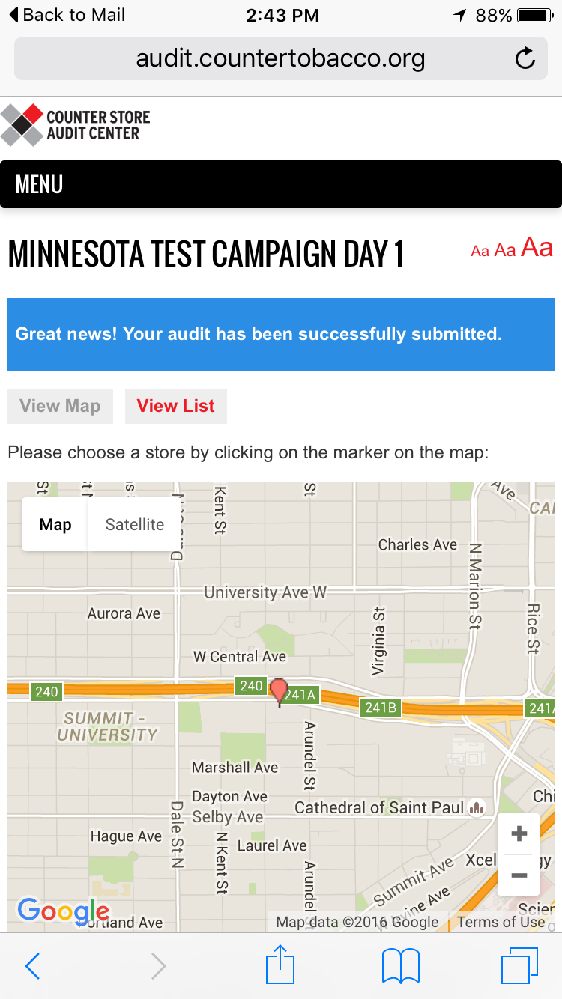 Back to Mail 2:43 PM 88%
audit.countertobacco.org
COUNTER STORE
AUDIT CENTER
MENU
MINNESOTA TEST CAMPAIGN DAY 1 Aa Aa Aa
Great news! Your audit has been successfully submitted.
View Map View List
Please choose a store by clicking on the marker on the map:
St
St
Ave
Kent St
Map Satellite
Charles Ave
N Marion St
University Ave W
Aurora Ave
Virginia St
Rice St
W Central Ave
240 240 241A
241B
SUMMIT -
UNIVERSITY
Arundel St
Marshall Ave
Dayton Ave
Cathedral of Saint Paul
Selby Ave
Dale St N
Hague Ave
N Kent St
Laurel Ave
Summit Ave
Xcel
Google
Map data ©2016 Google Terms of Use